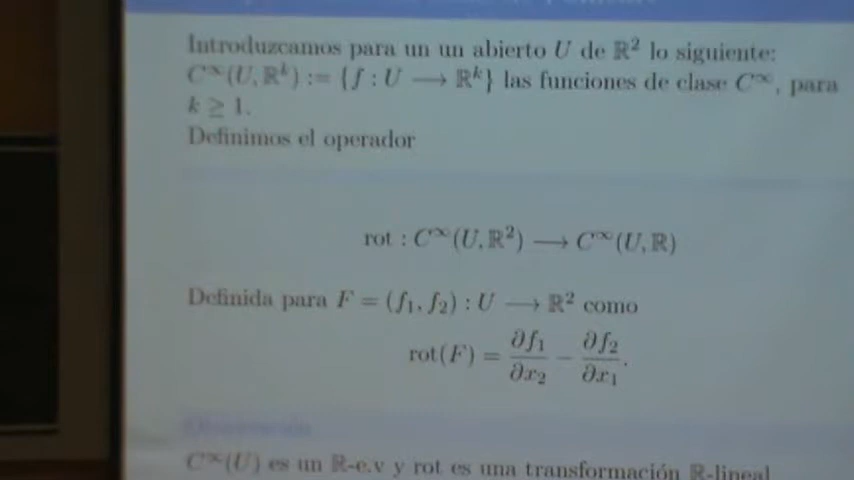 Introduzcamos para un un abierto U de ℝ² lo siguiente:
C^∞(U, ℝᵏ) := {f : U ⟶ ℝᵏ} las funciones de clase C^∞, para
k ≥ 1.
Definimos el operador
rot : C^∞(U, ℝ²) ⟶ C^∞(U, ℝ)
Definida para F = (f₁, f₂) : U ⟶ ℝ² como
rot(F) = ∂f₁/∂x₂ − ∂f₂/∂x₁.
C^∞(U) es un ℝ-e.v y rot es una transformación ℝ-lineal